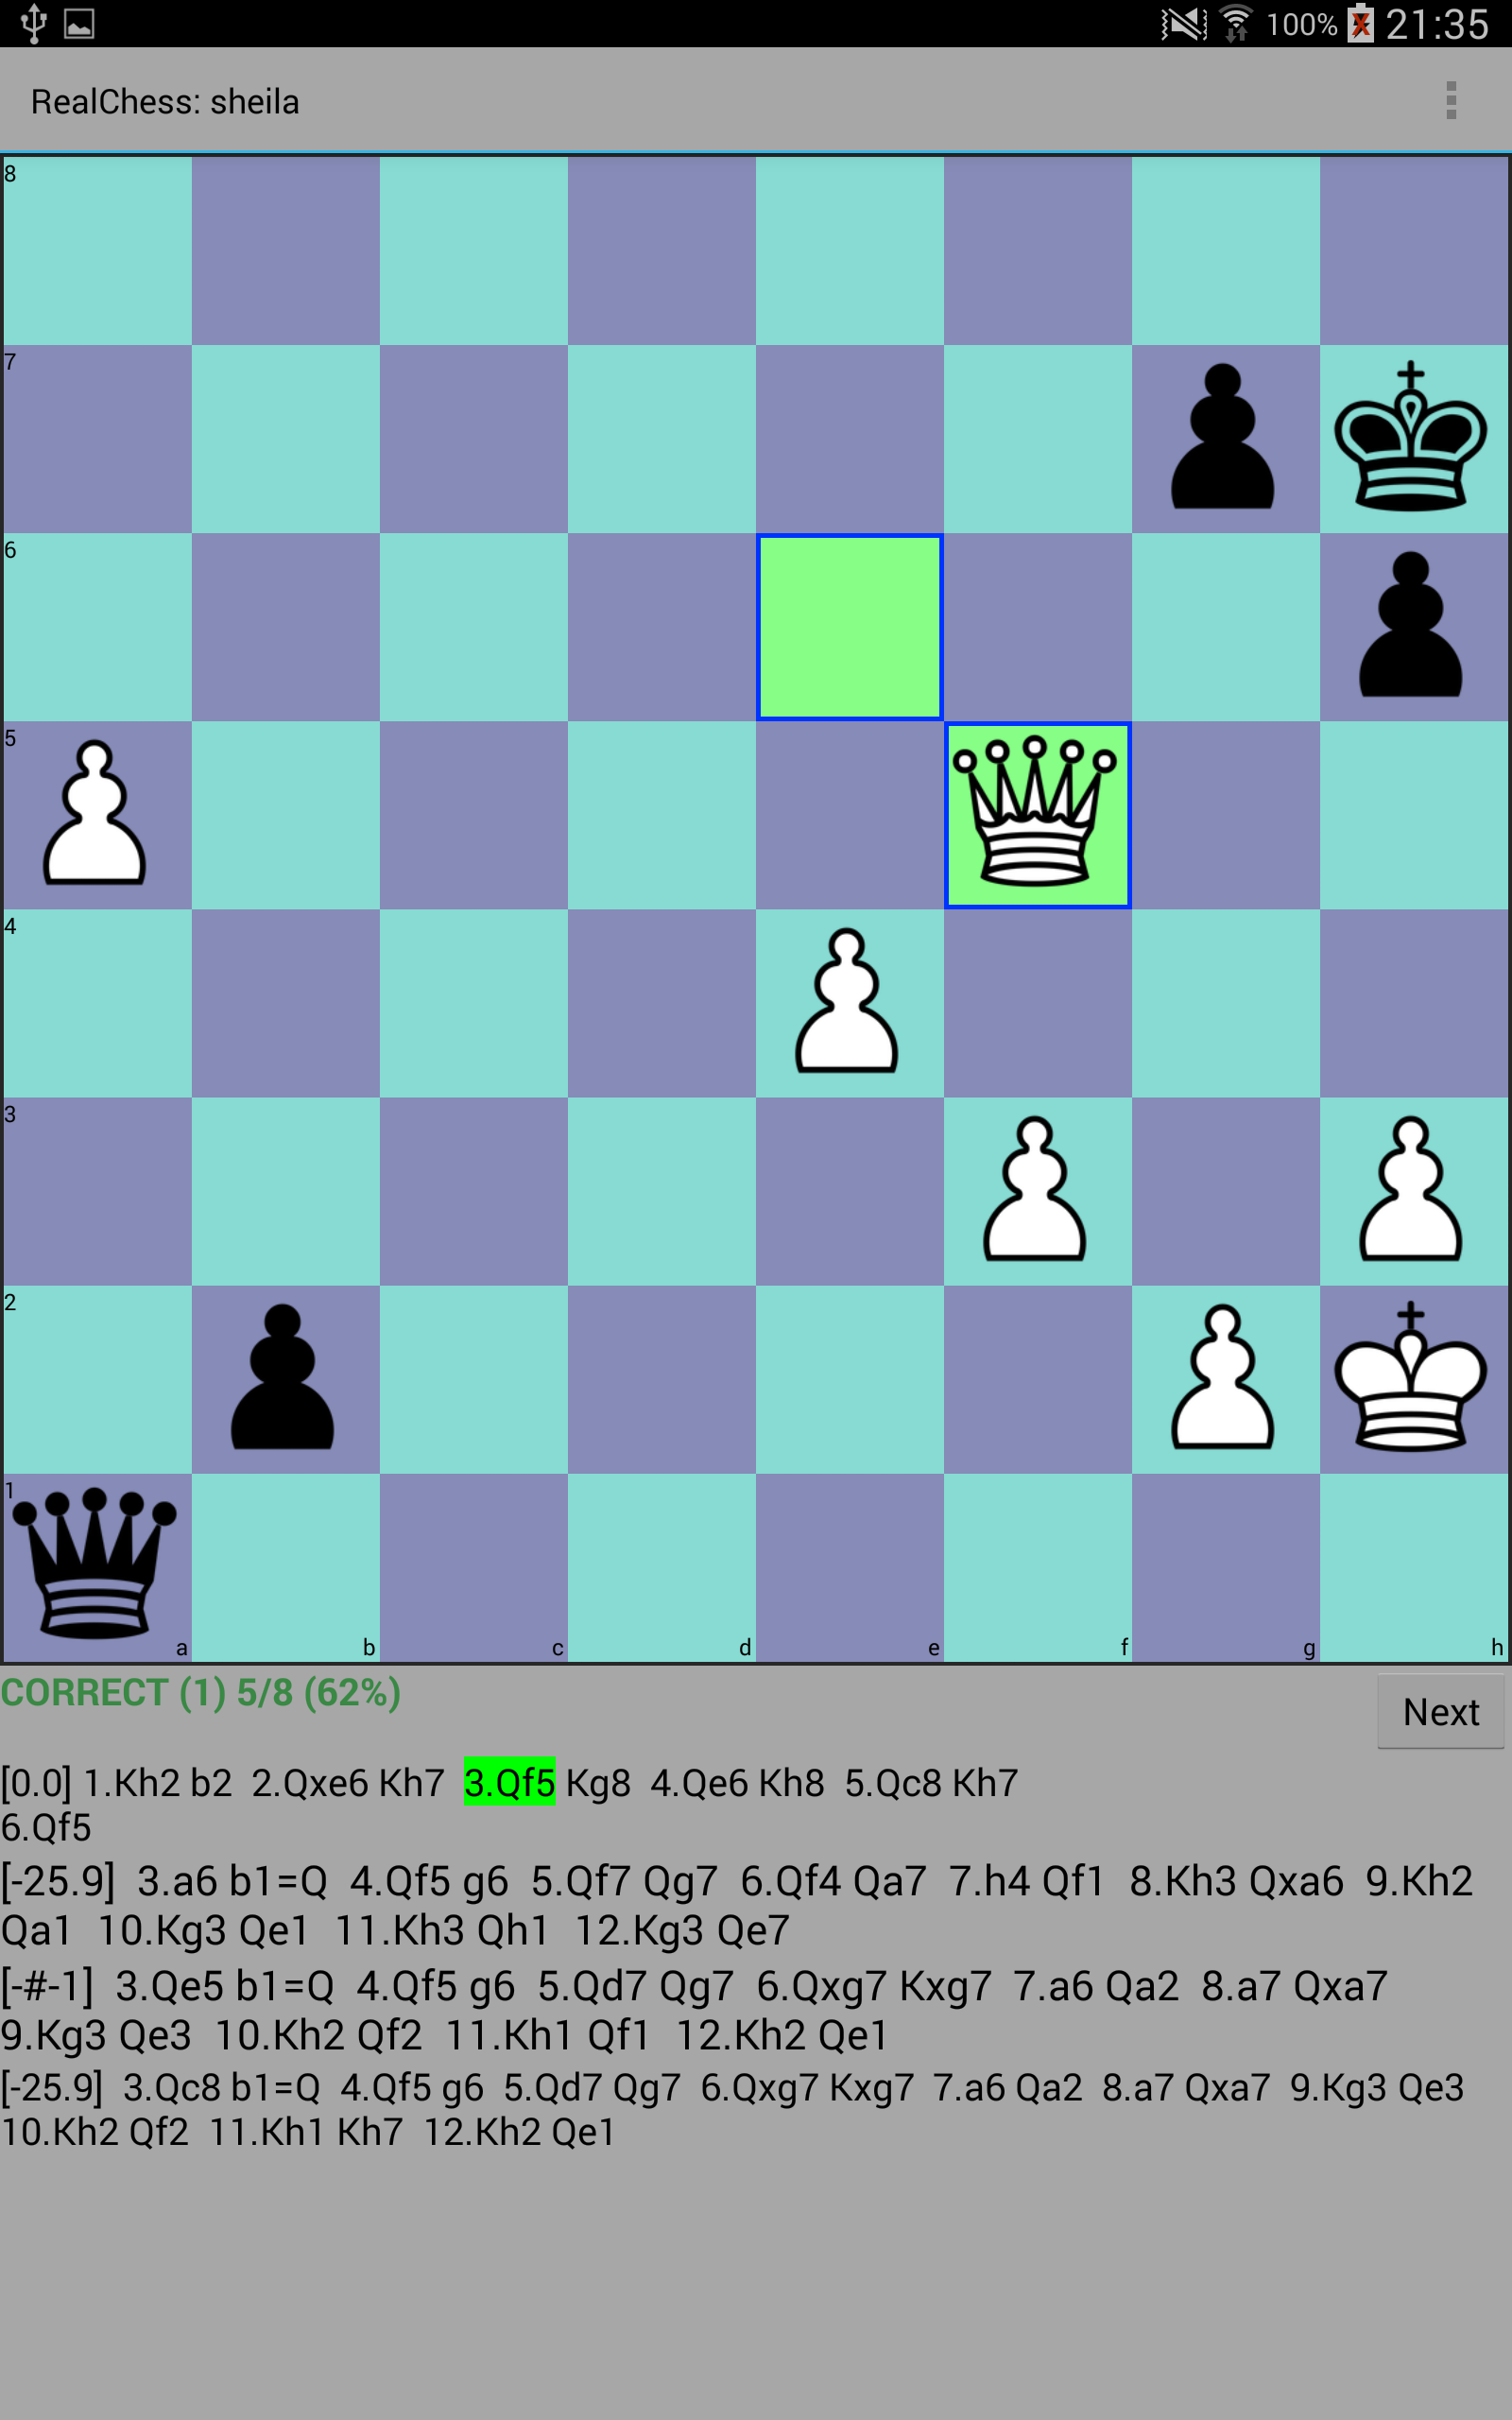 100% 21:35
RealChess: sheila
8
7
6
5
4
3
2
1
a b c d e f g h
CORRECT (1) 5/8 (62%)
Next
[0.0] 1.Kh2 b2 2.Qxe6 Kh7 3.Qf5 Kg8 4.Qe6 Kh8 5.Qc8 Kh7
6.Qf5
[-25.9] 3.a6 b1=Q 4.Qf5 g6 5.Qf7 Qg7 6.Qf4 Qa7 7.h4 Qf1 8.Kh3 Qxa6 9.Kh2
Qa1 10.Kg3 Qe1 11.Kh3 Qh1 12.Kg3 Qe7
[-#-1] 3.Qe5 b1=Q 4.Qf5 g6 5.Qd7 Qg7 6.Qxg7 Kxg7 7.a6 Qa2 8.a7 Qxa7
9.Kg3 Qe3 10.Kh2 Qf2 11.Kh1 Qf1 12.Kh2 Qe1
[-25.9] 3.Qc8 b1=Q 4.Qf5 g6 5.Qd7 Qg7 6.Qxg7 Kxg7 7.a6 Qa2 8.a7 Qxa7 9.Kg3 Qe3
10.Kh2 Qf2 11.Kh1 Kh7 12.Kh2 Qe1